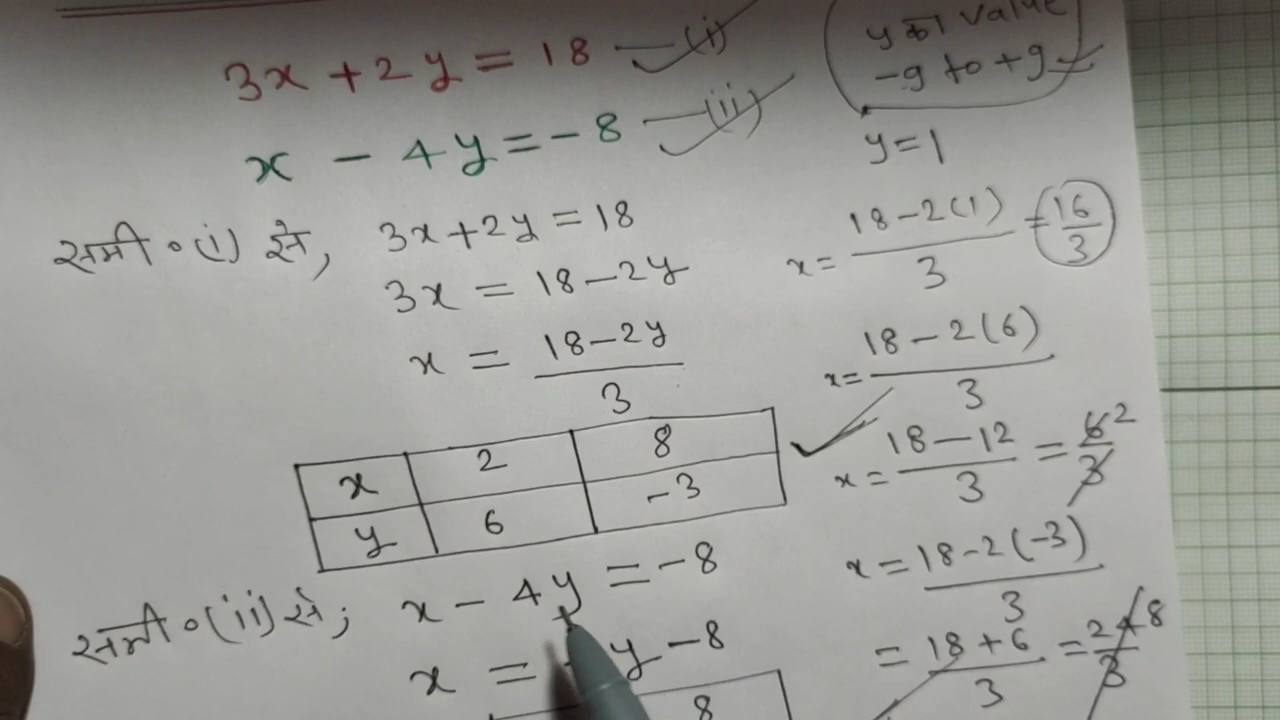 3x + 2y = 18 — (i)
x - 4y = -8 — (ii)
y का value
-9 to +9
y = 1
समी०(i) से, 3x + 2y = 18
3x = 18 - 2y
x = 18 - 2y / 3
x = 18 - 2(1) / 3 = 16/3
x = 18 - 2(6) / 3
x = 18 - 12 / 3 = 6/3 2
x 2 8
y 6 -3
x = 18 - 2(-3) / 3
= 18 + 6 / 3 = 24/3 8
समी०(ii) से; x - 4y = -8
x = y - 8
8